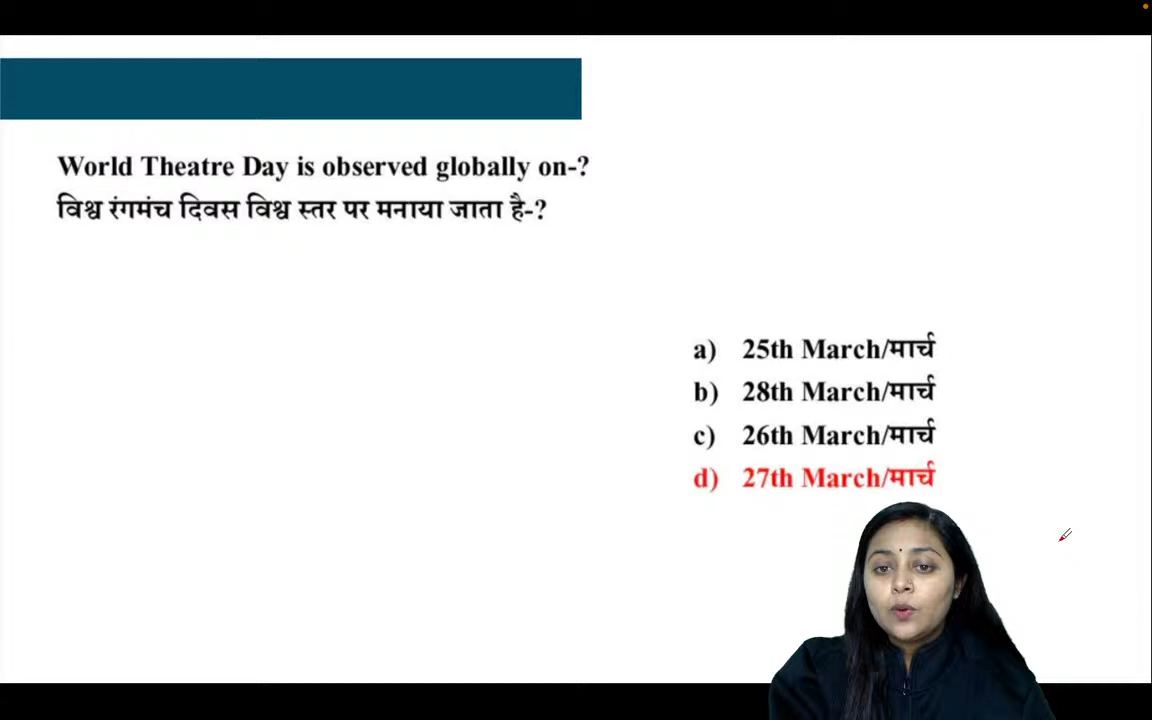 World Theatre Day is observed globally on-?
विश्व रंगमंच दिवस विश्व स्तर पर मनाया जाता है-?
a) 25th March/मार्च
b) 28th March/मार्च
c) 26th March/मार्च
d) 27th March/मार्च